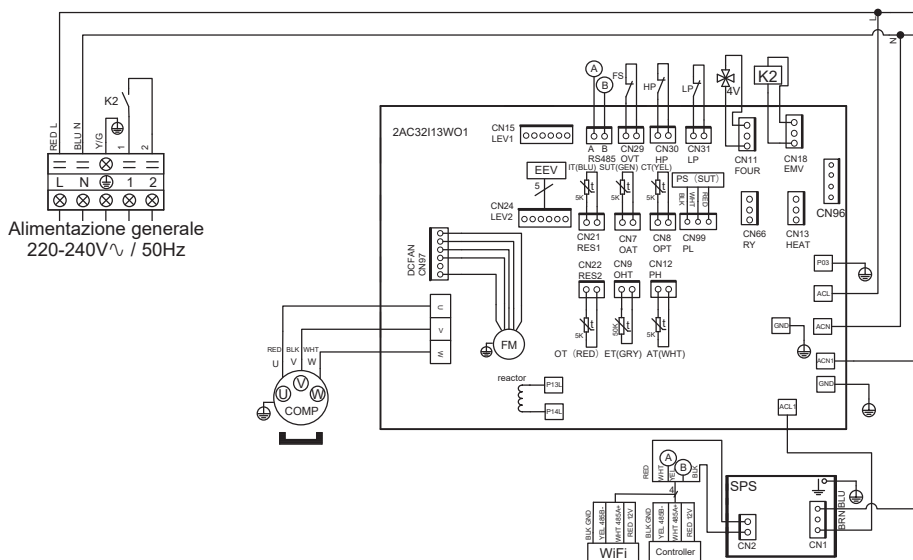 L
N
RED L
BLU N
Y/G
K2
1
2
L N 1 2
Alimentazione generale
220-240V∿ / 50Hz
2AC32I13WO1
A
B
FS
HP
LP
4V
K2
CN15
LEV1
A B
RS485
CN29
OVT
CN30
HP
CN31
LP
CN11
FOUR
CN18
EMV
CN96
EEV
5
CN24
LEV2
IT(BLU)
SUT(GEN)
CT(YEL)
PS (SUT)
5K
t
5K
t
5K
t
BLK
WHT
RED
CN21
RES1
CN7
OAT
CN8
OPT
CN99
PL
CN66
RY
CN13
HEAT
DCFAN
CN97
CN22
RES2
CN9
OHT
CN12
PH
5K
t
50K
t
5K
t
OT (RED)
ET(GRY)
AT(WHT)
FM
U
V
W
RED BLK WHT
U V W
U
V
W
COMP
reactor
P13L
P14L
P03
ACL
GND
ACN
ACN1
GND
ACL1
RED
WHT
YEL
BLK
A
B
4
BLK GND
YEL 485B-
WHT 485A+
RED 12V
WiFi
BLK GND
YEL 485B-
WHT 485A+
RED 12V
Controller
SPS
CN2
CN1
BRN
BLU